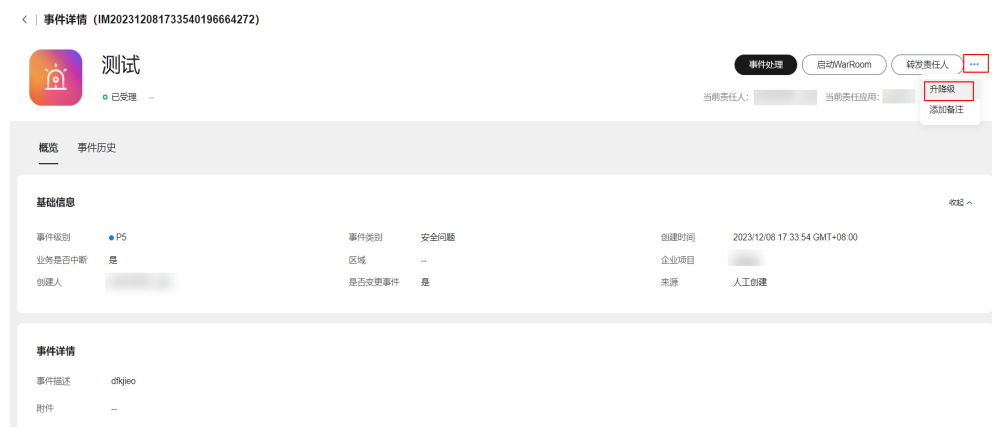 事件详情（IM202312081733540196664272）
测试
事件处理 启动WarRoom 转发责任人 ...
已受理 --
当前责任人： 当前责任应用：
升降级
添加备注
概览 事件历史
基础信息 收起
事件级别 P5 事件类别 安全问题 创建时间 2023/12/08 17:33:54 GMT+08:00
业务是否中断 是 区域 -- 企业项目
创建人 是否变更事件 是 来源 人工创建
事件详情
事件描述 dfkjieo
附件 --